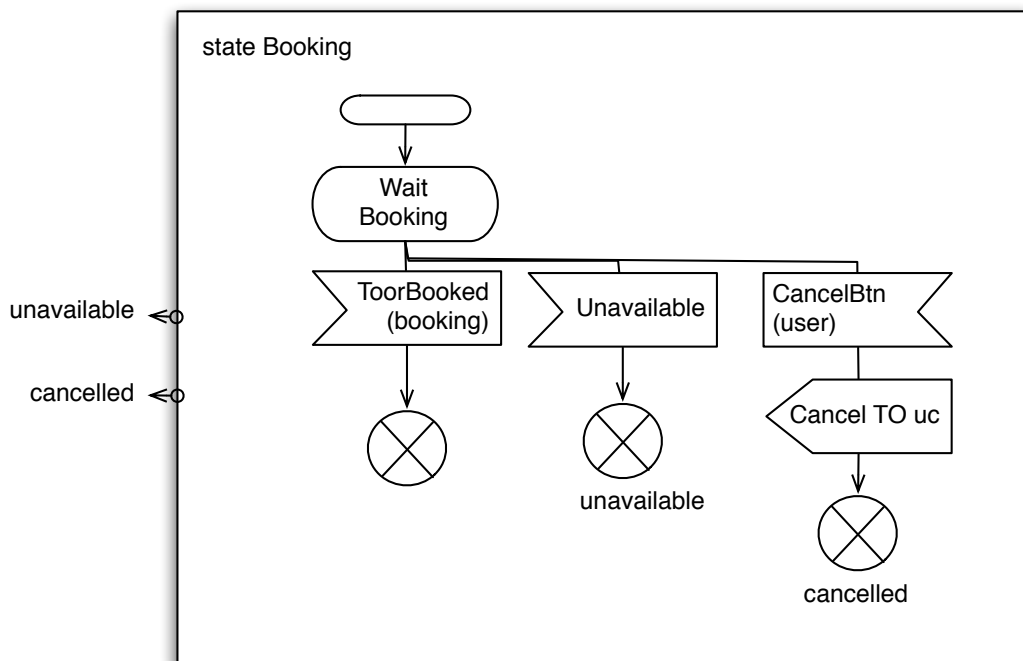 state Booking
Wait
Booking
ToorBooked
(booking)
Unavailable
CancelBtn
(user)
unavailable
cancelled
Cancel TO uc
unavailable
cancelled